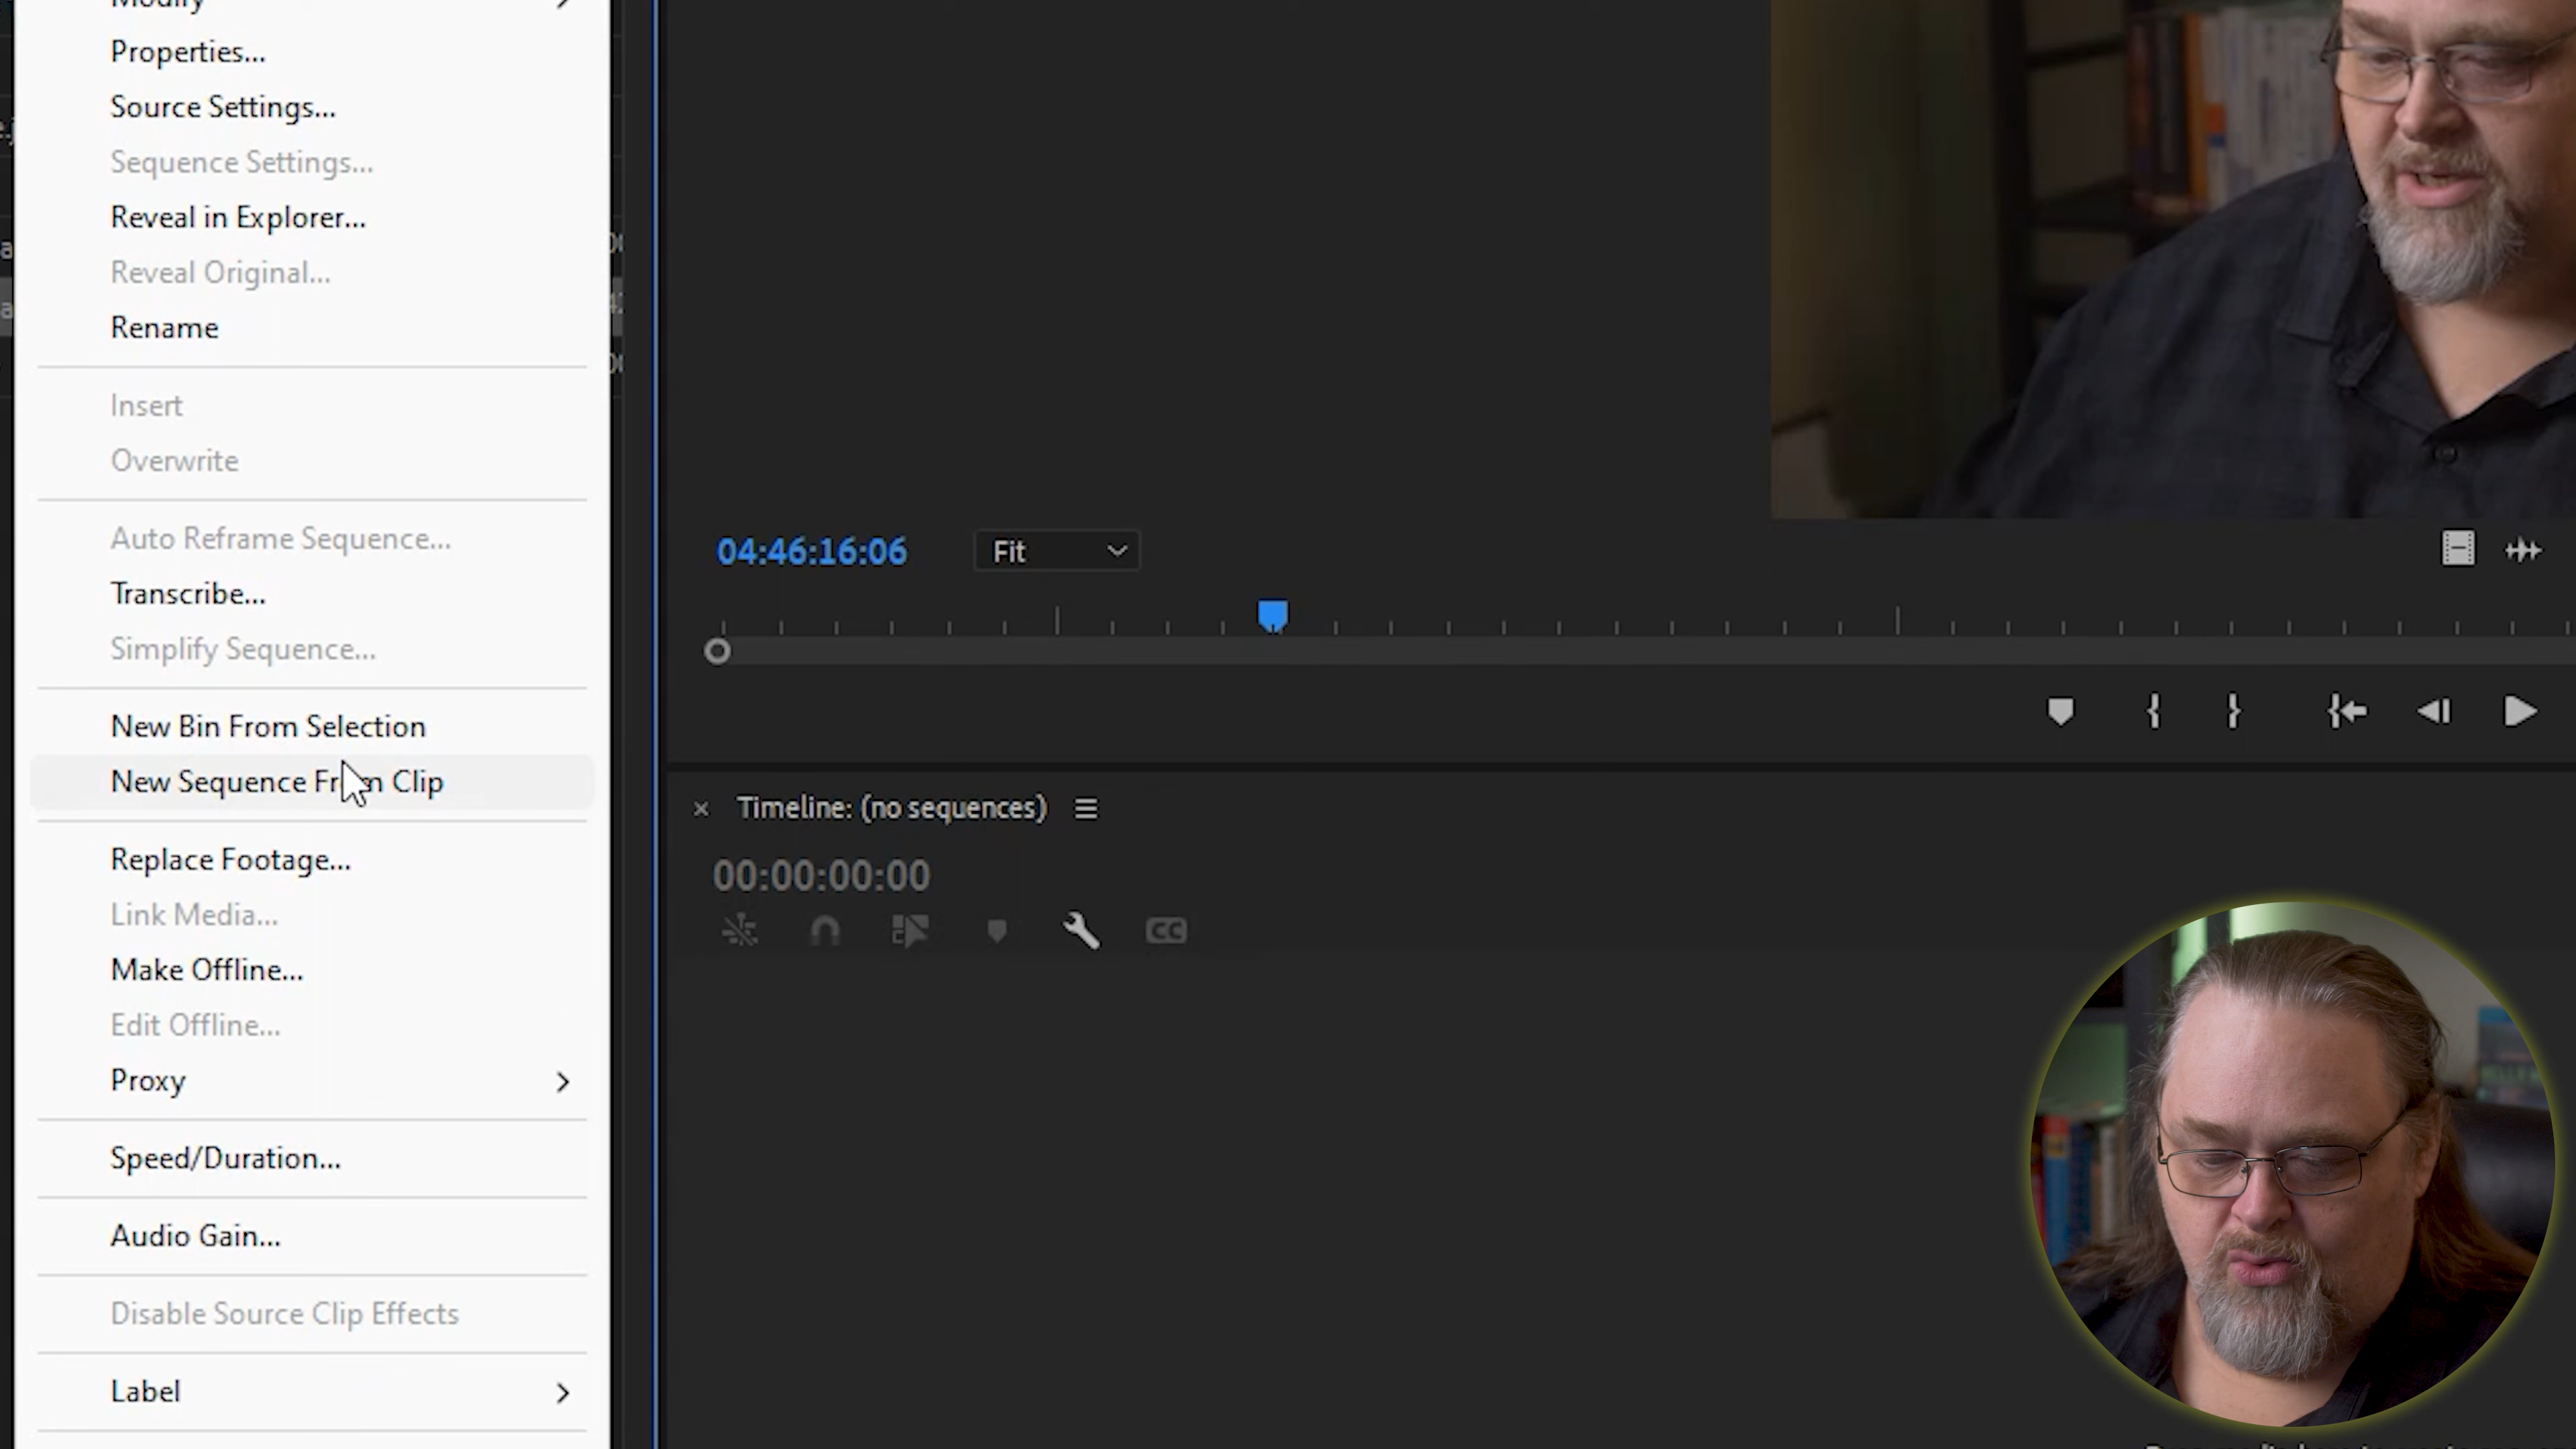 Modify
Properties...
Source Settings...
Sequence Settings...
Reveal in Explorer...
Reveal Original...
Rename
Insert
Overwrite
Auto Reframe Sequence...
Transcribe...
Simplify Sequence...
New Bin From Selection
New Sequence From Clip
Replace Footage...
Link Media...
Make Offline...
Edit Offline...
Proxy
Speed/Duration...
Audio Gain...
Disable Source Clip Effects
Label
04:46:16:06
Fit
Timeline: (no sequences)
00:00:00:00
CC